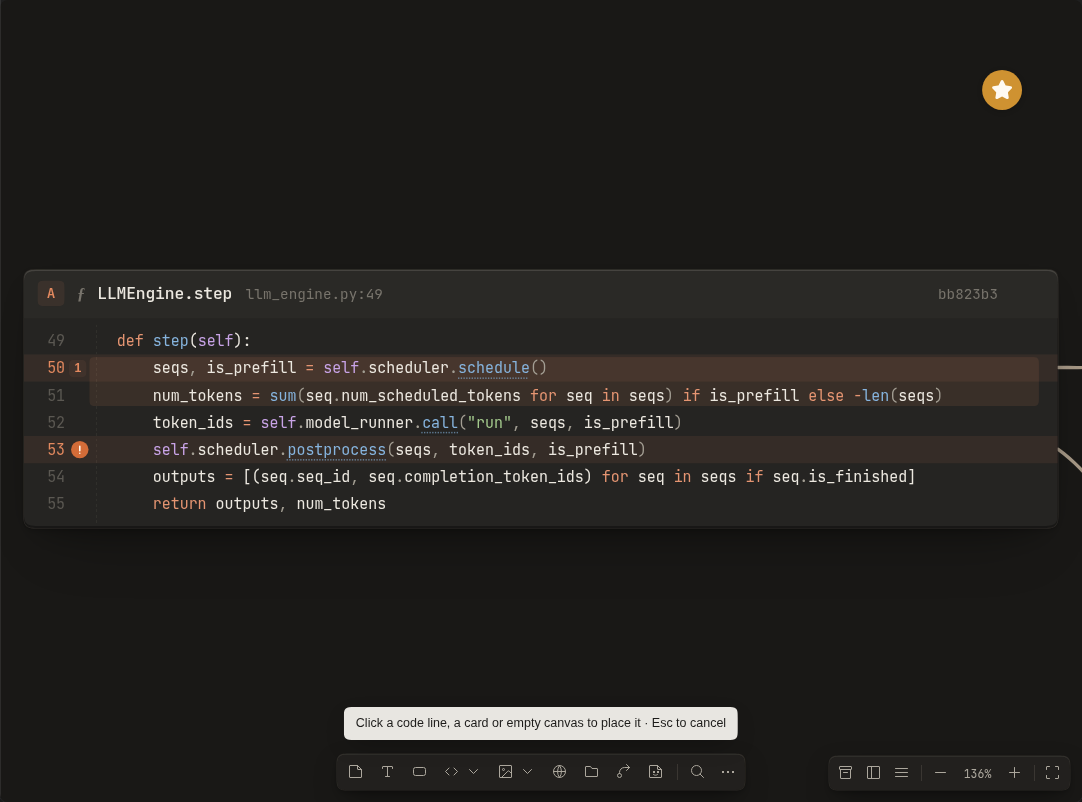 A ƒ LLMEngine.step llm_engine.py:49 bb823b3
49 def step(self):
50 1 seqs, is_prefill = self.scheduler.schedule()
51 num_tokens = sum(seq.num_scheduled_tokens for seq in seqs) if is_prefill else -len(seqs)
52 token_ids = self.model_runner.call("run", seqs, is_prefill)
53 ! self.scheduler.postprocess(seqs, token_ids, is_prefill)
54 outputs = [(seq.seq_id, seq.completion_token_ids) for seq in seqs if seq.is_finished]
55 return outputs, num_tokens
Click a code line, a card or empty canvas to place it · Esc to cancel
136%